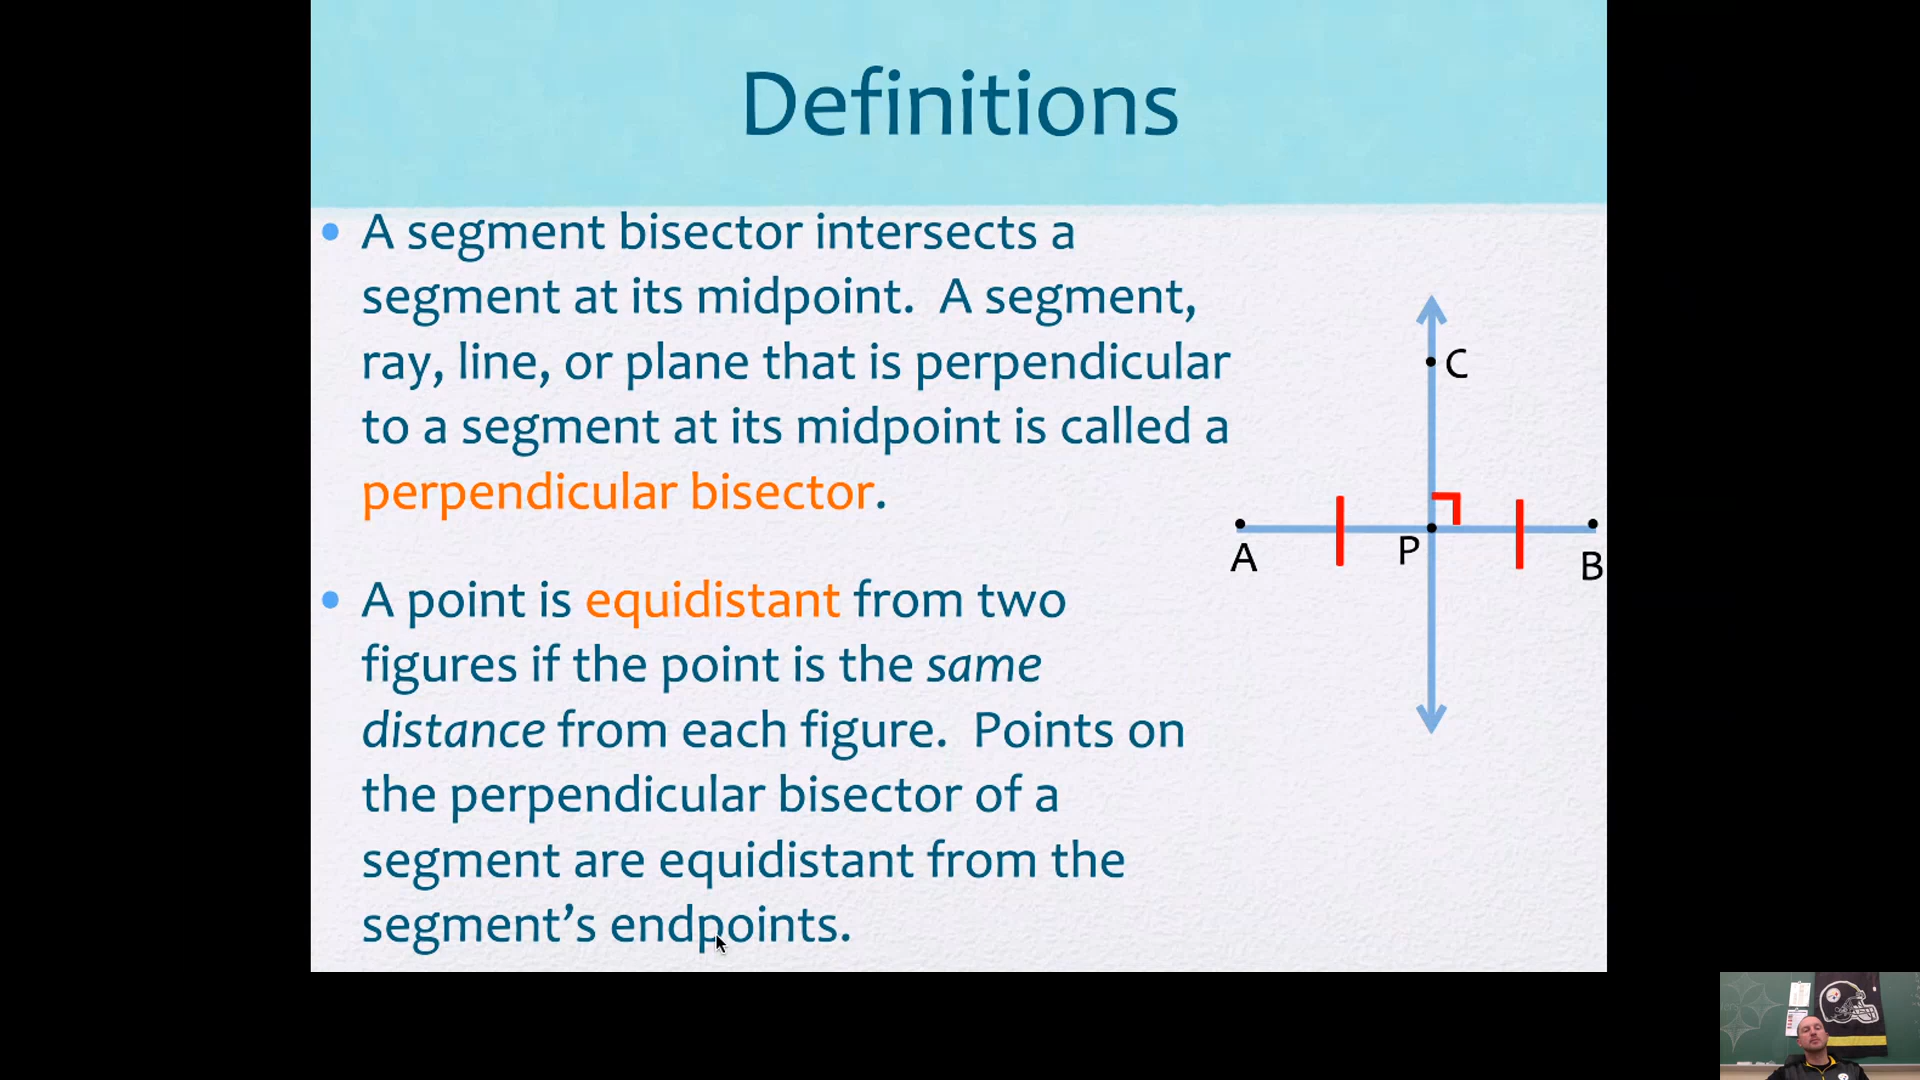 Definitions
• A segment bisector intersects a
segment at its midpoint. A segment,
ray, line, or plane that is perpendicular
to a segment at its midpoint is called a
perpendicular bisector.
• A point is equidistant from two
figures if the point is the same
distance from each figure. Points on
the perpendicular bisector of a
segment are equidistant from the
segment’s endpoints.
C
A
P
B